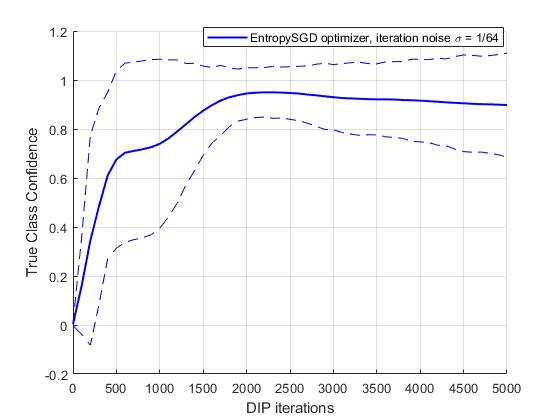 EntropySGD optimizer, iteration noise σ = 1/64
1.2
1
0.8
0.6
0.4
0.2
0
-0.2
True Class Confidence
0 500 1000 1500 2000 2500 3000 3500 4000 4500 5000
DIP iterations